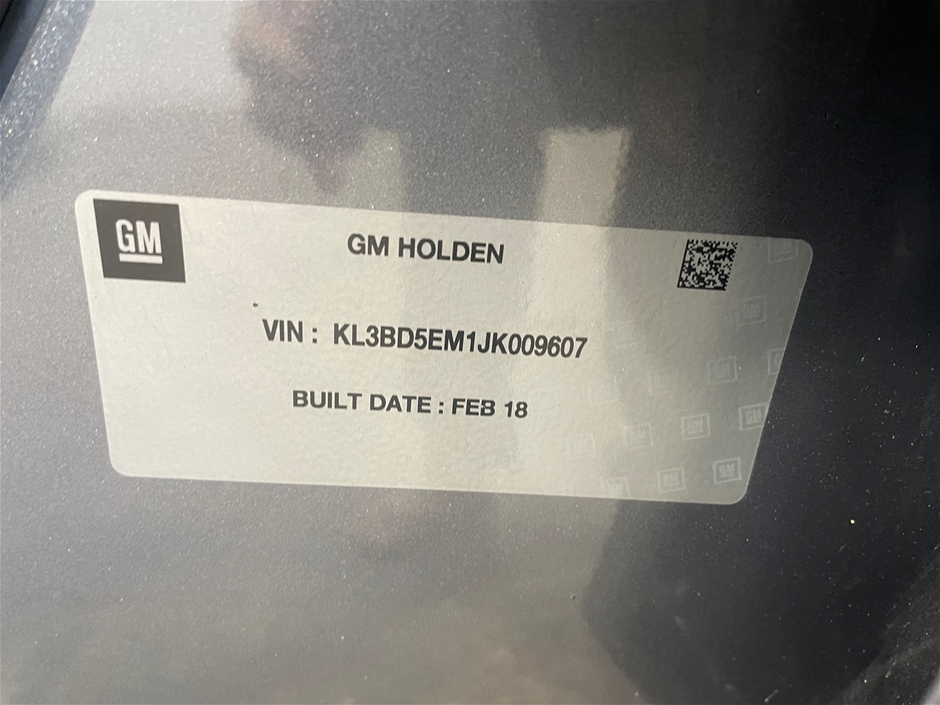 GM
GM HOLDEN
VIN : KL3BD5EM1JK009607
BUILT DATE : FEB 18